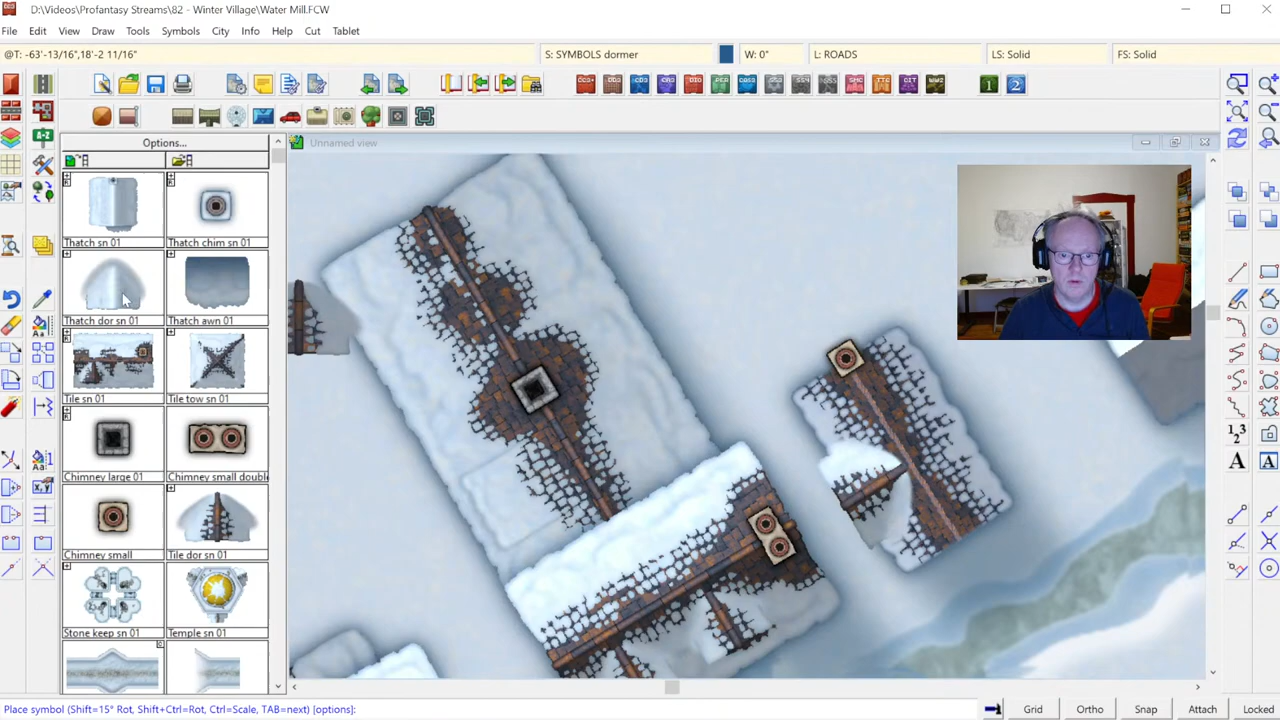 D:\Videos\Profantasy Streams\82 - Winter Village\Water Mill.FCW
File Edit View Draw Tools Symbols City Info Help Cut Tablet
@T: -63'-13/16",18'-2 11/16" S: SYMBOLS dormer W: 0" L: ROADS LS: Solid FS: Solid
Options... Unnamed view
Thatch sn 01 Thatch chim sn 01
Thatch dor sn 01 Thatch awn 01
Tile sn 01 Tile tow sn 01
Chimney large 01 Chimney small double
Chimney small Tile dor sn 01
Stone keep sn 01 Temple sn 01
Place symbol (Shift=15° Rot, Shift+Ctrl=Rot, Ctrl=Scale, TAB=next) [options]: Grid Ortho Snap Attach Locked